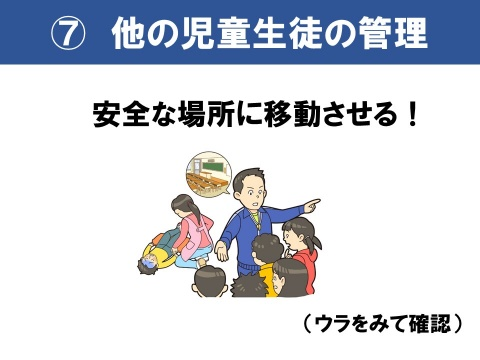 ⑦ 他の児童生徒の管理
安全な場所に移動させる！
（ウラをみて確認）